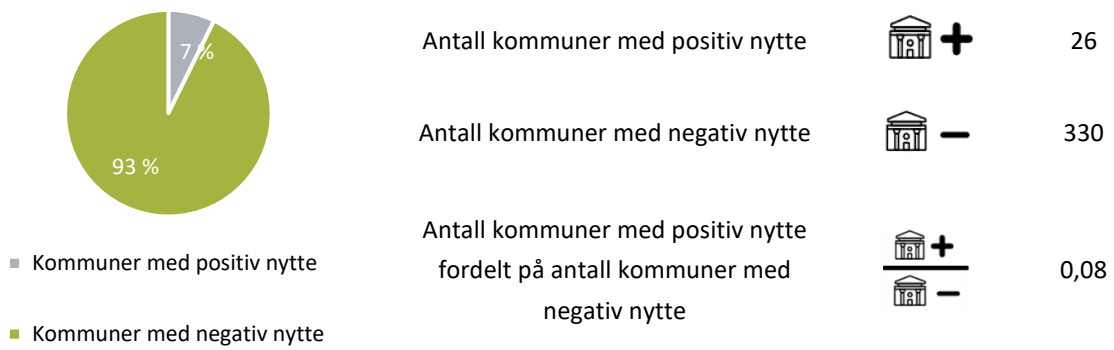 7 %
93 %
Kommuner med positiv nytte
Kommuner med negativ nytte
Antall kommuner med positiv nytte
26
Antall kommuner med negativ nytte
330
Antall kommuner med positiv nytte
fordelt på antall kommuner med
negativ nytte
0,08